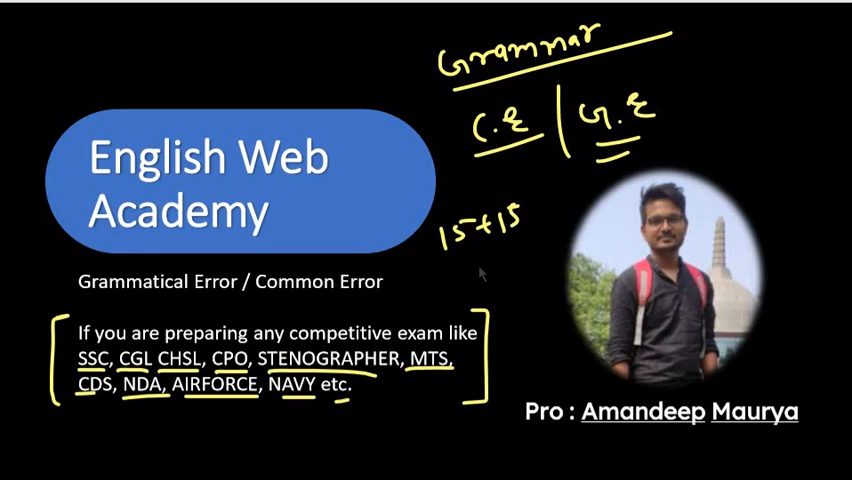 Grammar
C.E | G.E
English Web
Academy
15+15
Grammatical Error / Common Error
If you are preparing any competitive exam like
SSC, CGL CHSL, CPO, STENOGRAPHER, MTS,
CDS, NDA, AIRFORCE, NAVY etc.
Pro : Amandeep Maurya